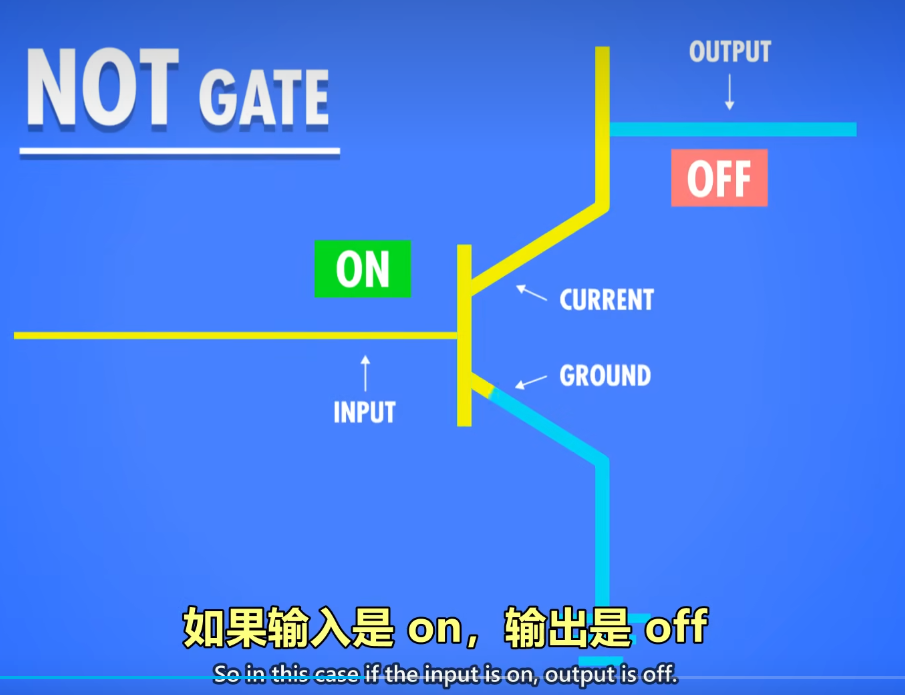 NOT GATE
OUTPUT
OFF
ON
CURRENT
GROUND
INPUT
如果输入是 on，输出是 off
So in this case if the input is on, output is off.